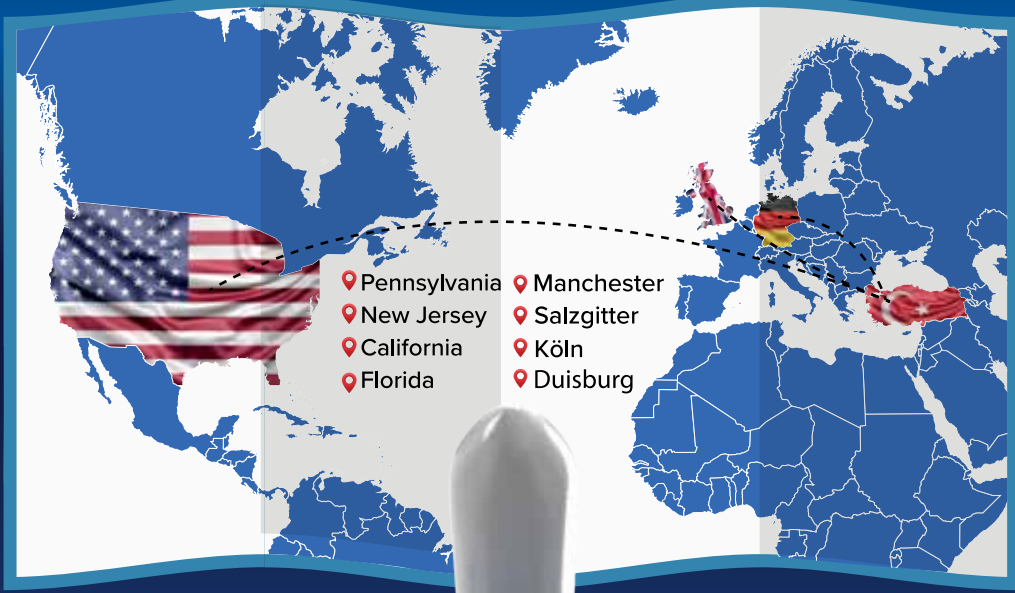 Pennsylvania
New Jersey
California
Florida
Manchester
Salzgitter
Köln
Duisburg